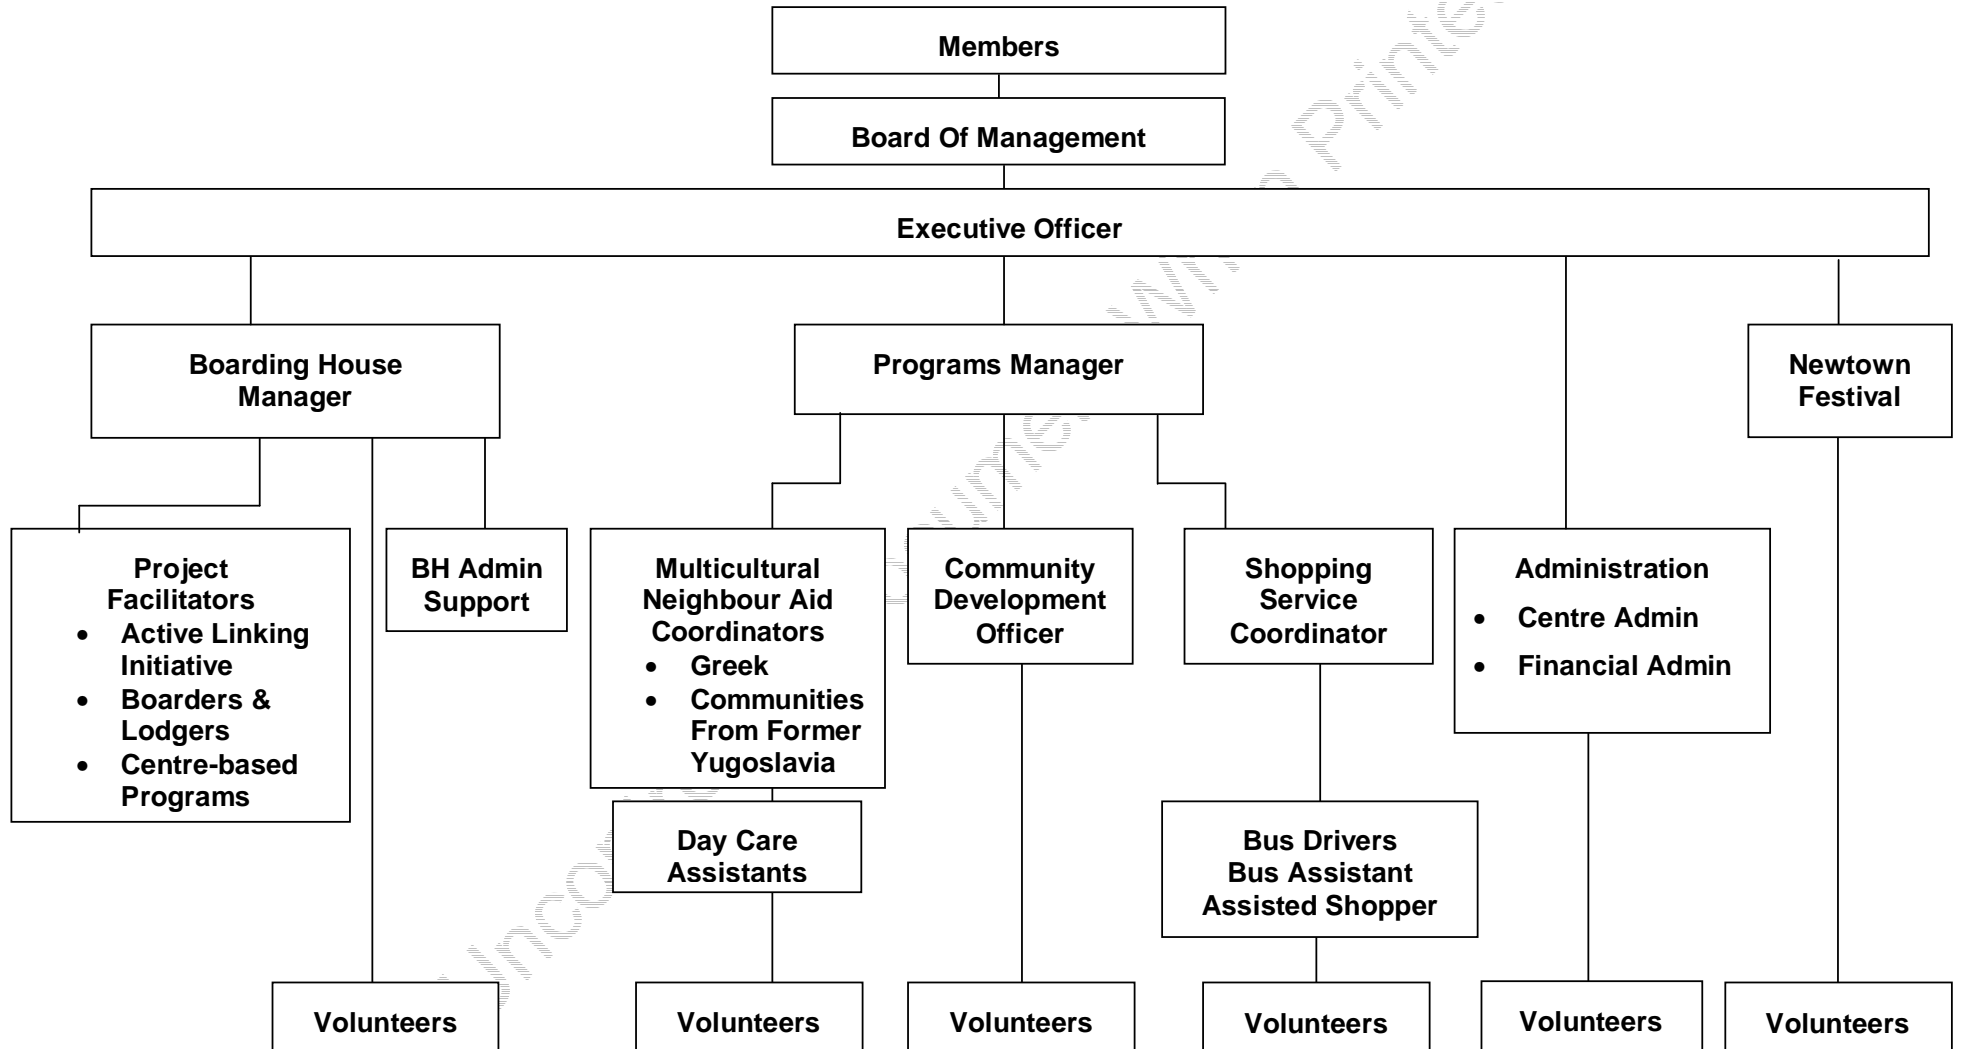 Members
Board Of Management
Executive Officer
Boarding House
Manager
Programs Manager
Newtown
Festival
Project
Facilitators
• Active Linking
Initiative
• Boarders &
Lodgers
• Centre-based
Programs
BH Admin
Support
Multicultural
Neighbour Aid
Coordinators
• Greek
• Communities
From Former
Yugoslavia
Community
Development
Officer
Shopping
Service
Coordinator
Administration
• Centre Admin
• Financial Admin
Day Care
Assistants
Bus Drivers
Bus Assistant
Assisted Shopper
Volunteers
Volunteers
Volunteers
Volunteers
Volunteers
Volunteers